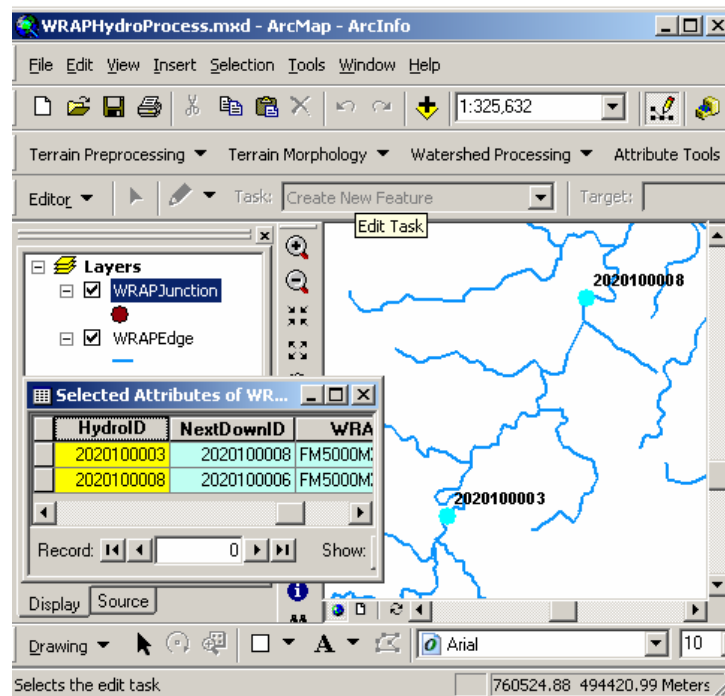 WRAPHydroProcess.mxd - ArcMap - ArcInfo
File Edit View Insert Selection Tools Window Help
1:325,632
Terrain Preprocessing Terrain Morphology Watershed Processing Attribute Tools
Editor Task: Create New Feature Target:
Edit Task
Layers
WRAPJunction
WRAPEdge
2020100008
Selected Attributes of WR...
HydroID NextDownID WRA
2020100003 2020100008 FM5000M
2020100008 2020100006 FM5000M
2020100003
Record: 0 Show:
Display Source
Drawing A Arial 10
Selects the edit task 760524.88 494420.99 Meters